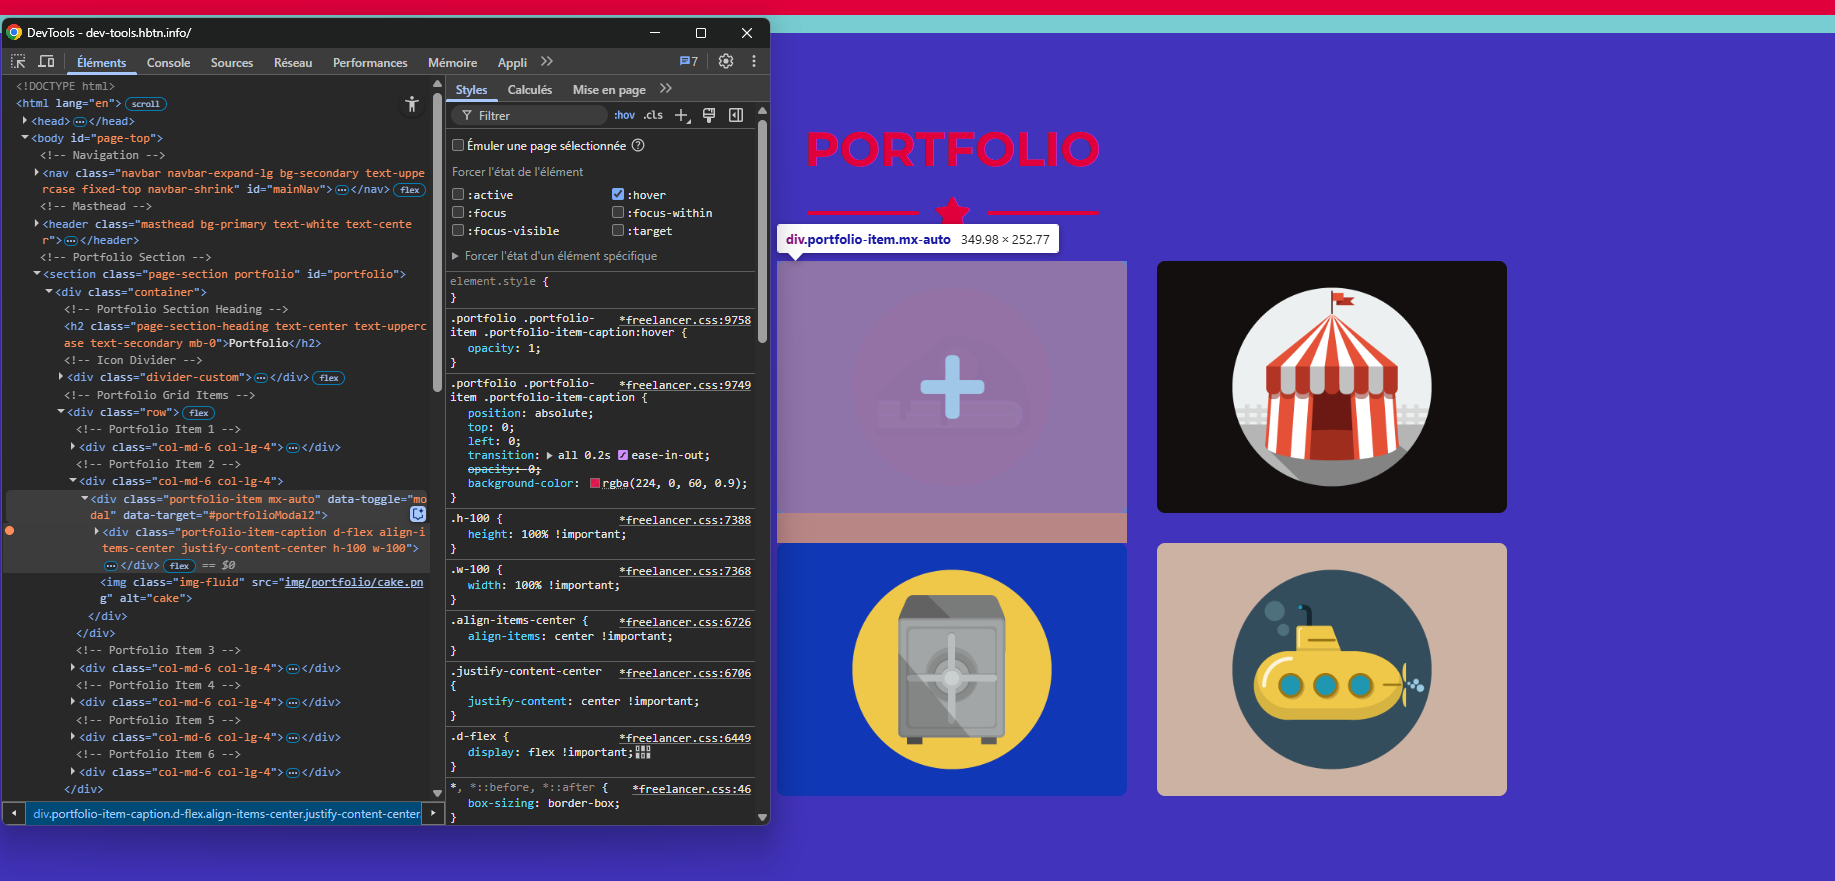 DevTools - dev-tools.hbtn.info/
Éléments Console Sources Réseau Performances Mémoire Appli 7
<!DOCTYPE html>
<html lang="en"> scroll
<head> ⋯ </head>
<body id="page-top">
<!-- Navigation -->
<nav class="navbar navbar-expand-lg bg-secondary text-uppe
rcase fixed-top navbar-shrink" id="mainNav"> ⋯ </nav> flex
<!-- Masthead -->
<header class="masthead bg-primary text-white text-cente
r"> ⋯ </header>
<!-- Portfolio Section -->
<section class="page-section portfolio" id="portfolio">
<div class="container">
<!-- Portfolio Section Heading -->
<h2 class="page-section-heading text-center text-upperc
ase text-secondary mb-0">Portfolio</h2>
<!-- Icon Divider -->
<div class="divider-custom"> ⋯ </div> flex
<!-- Portfolio Grid Items -->
<div class="row"> flex
<!-- Portfolio Item 1 -->
<div class="col-md-6 col-lg-4"> ⋯ </div>
<!-- Portfolio Item 2 -->
<div class="col-md-6 col-lg-4">
<div class="portfolio-item mx-auto" data-toggle="mo
dal" data-target="#portfolioModal2">
<div class="portfolio-item-caption d-flex align-i
tems-center justify-content-center h-100 w-100">
⋯ </div> flex == $0
<img class="img-fluid" src="img/portfolio/cake.pn
g" alt="cake">
</div>
</div>
<!-- Portfolio Item 3 -->
<div class="col-md-6 col-lg-4"> ⋯ </div>
<!-- Portfolio Item 4 -->
<div class="col-md-6 col-lg-4"> ⋯ </div>
<!-- Portfolio Item 5 -->
<div class="col-md-6 col-lg-4"> ⋯ </div>
<!-- Portfolio Item 6 -->
<div class="col-md-6 col-lg-4"> ⋯ </div>
</div>
div.portfolio-item-caption.d-flex.align-items-center.justify-content-center.
Styles Calculés Mise en page
Filtrer :hov .cls
Émuler une page sélectionnée
Forcer l'état de l'élément
:active :hover
:focus :focus-within
:focus-visible :target
Forcer l'état d'un élément spécifique
element.style {
}
.portfolio .portfolio- *freelancer.css:9758
item .portfolio-item-caption:hover {
opacity: 1;
}
.portfolio .portfolio- *freelancer.css:9749
item .portfolio-item-caption {
position: absolute;
top: 0;
left: 0;
transition: all 0.2s ease-in-out;
opacity: 0;
background-color: rgba(224, 0, 60, 0.9);
}
.h-100 { *freelancer.css:7388
height: 100% !important;
}
.w-100 { *freelancer.css:7368
width: 100% !important;
}
.align-items-center { *freelancer.css:6726
align-items: center !important;
}
.justify-content-center *freelancer.css:6706
{
justify-content: center !important;
}
.d-flex { *freelancer.css:6449
display: flex !important;
}
*, *::before, *::after { *freelancer.css:46
box-sizing: border-box;
}
PORTFOLIO
div.portfolio-item.mx-auto 349.98 × 252.77